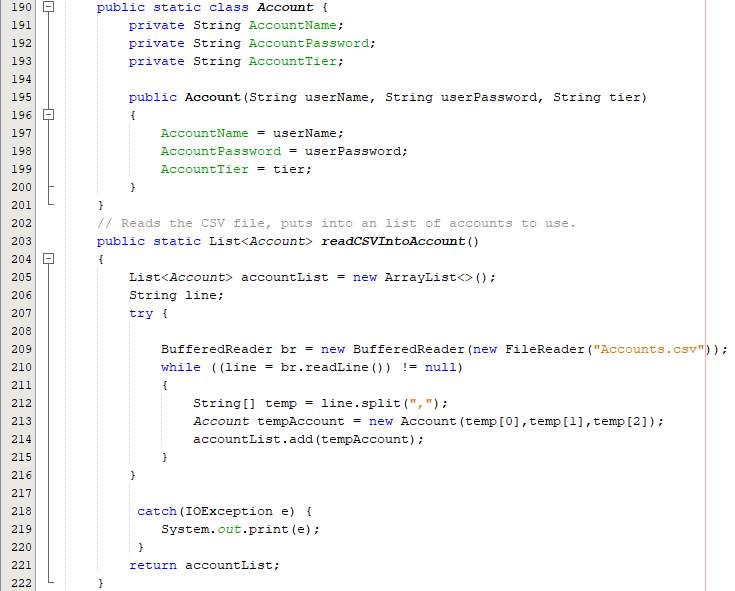 190 public static class Account {
191 private String AccountName;
192 private String AccountPassword;
193 private String AccountTier;
194
195 public Account(String userName, String userPassword, String tier)
196 {
197 AccountName = userName;
198 AccountPassword = userPassword;
199 AccountTier = tier;
200 }
201 }
202 // Reads the CSV file, puts into an list of accounts to use.
203 public static List<Account> readCSVIntoAccount()
204 {
205 List<Account> accountList = new ArrayList<>();
206 String line;
207 try {
208
209 BufferedReader br = new BufferedReader(new FileReader("Accounts.csv"));
210 while ((line = br.readLine()) != null)
211 {
212 String[] temp = line.split(",");
213 Account tempAccount = new Account(temp[0],temp[1],temp[2]);
214 accountList.add(tempAccount);
215 }
216 }
217
218 catch(IOException e) {
219 System.out.print(e);
220 }
221 return accountList;
222 }